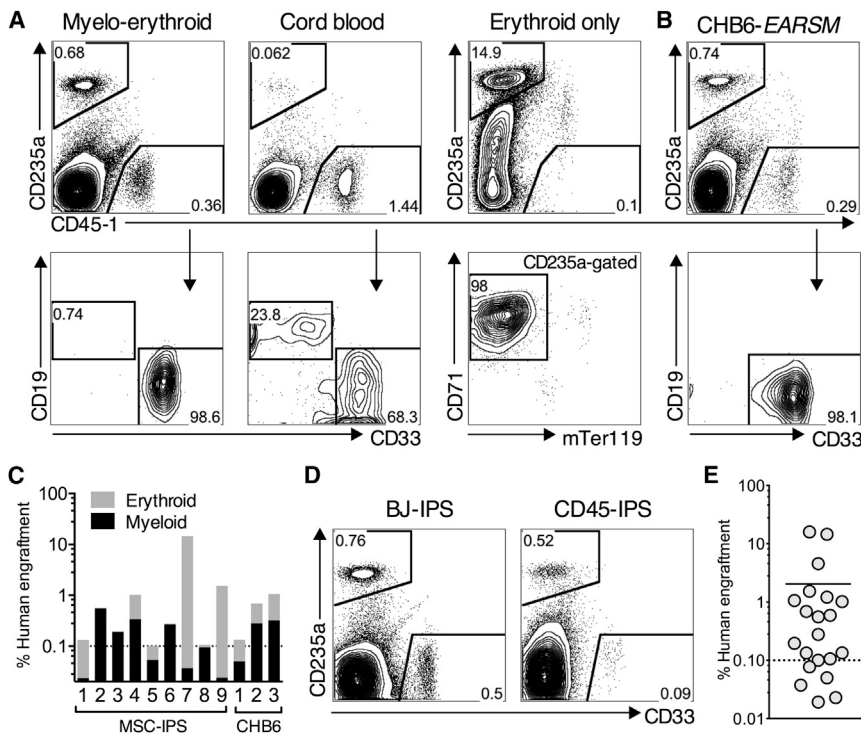 A
Myelo-erythroid
Cord blood
Erythroid only
B
CHB6-EARSM
0.68
0.062
14.9
0.74
CD235a
CD235a
CD235a
0.36
1.44
0.1
0.29
CD45-1
CD235a-gated
0.74
23.8
98
CD19
CD71
CD19
98.6
68.3
98.1
CD33
mTer119
CD33
C
% Human engraftment
100
10
1
0.1
Erythroid
Myeloid
1 2 3 4 5 6 7 8 9 1 2 3
MSC-IPS
CHB6
D
BJ-IPS
CD45-IPS
0.76
0.52
CD235a
0.5
0.09
CD33
E
% Human engraftment
100
10
1
0.10
0.01